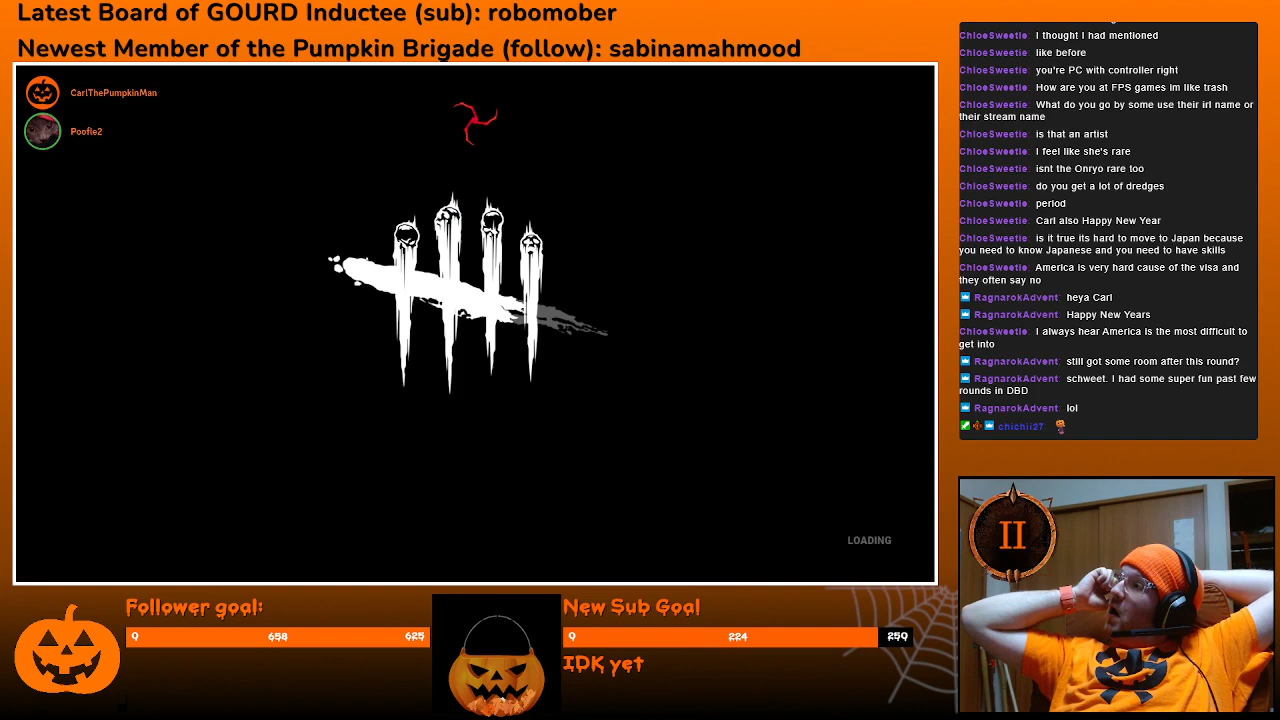 Latest Board of GOURD Inductee (sub): robomober
Newest Member of the Pumpkin Brigade (follow): sabinamahmood
CarlThePumpkinMan
Poofle2
LOADING
ChloeSweetie: I thought I had mentioned
ChloeSweetie: like before
ChloeSweetie: you're PC with controller right
ChloeSweetie: How are you at FPS games im like trash
ChloeSweetie: What do you go by some use their irl name or
their stream name
ChloeSweetie: is that an artist
ChloeSweetie: I feel like she's rare
ChloeSweetie: isnt the Onryo rare too
ChloeSweetie: do you get a lot of dredges
ChloeSweetie: period
ChloeSweetie: Carl also Happy New Year
ChloeSweetie: is it true its hard to move to Japan because
you need to know Japanese and you need to have skills
ChloeSweetie: America is very hard cause of the visa and
they often say no
RagnarokAdvent: heya Carl
RagnarokAdvent: Happy New Years
ChloeSweetie: I always hear America is the most difficult to
get into
RagnarokAdvent: still got some room after this round?
RagnarokAdvent: schweet. I had some super fun past few
rounds in DBD
RagnarokAdvent: lol
chichii27:
II
Follower goal:
0 658 625
New Sub Goal
0 224 250
IDK yet